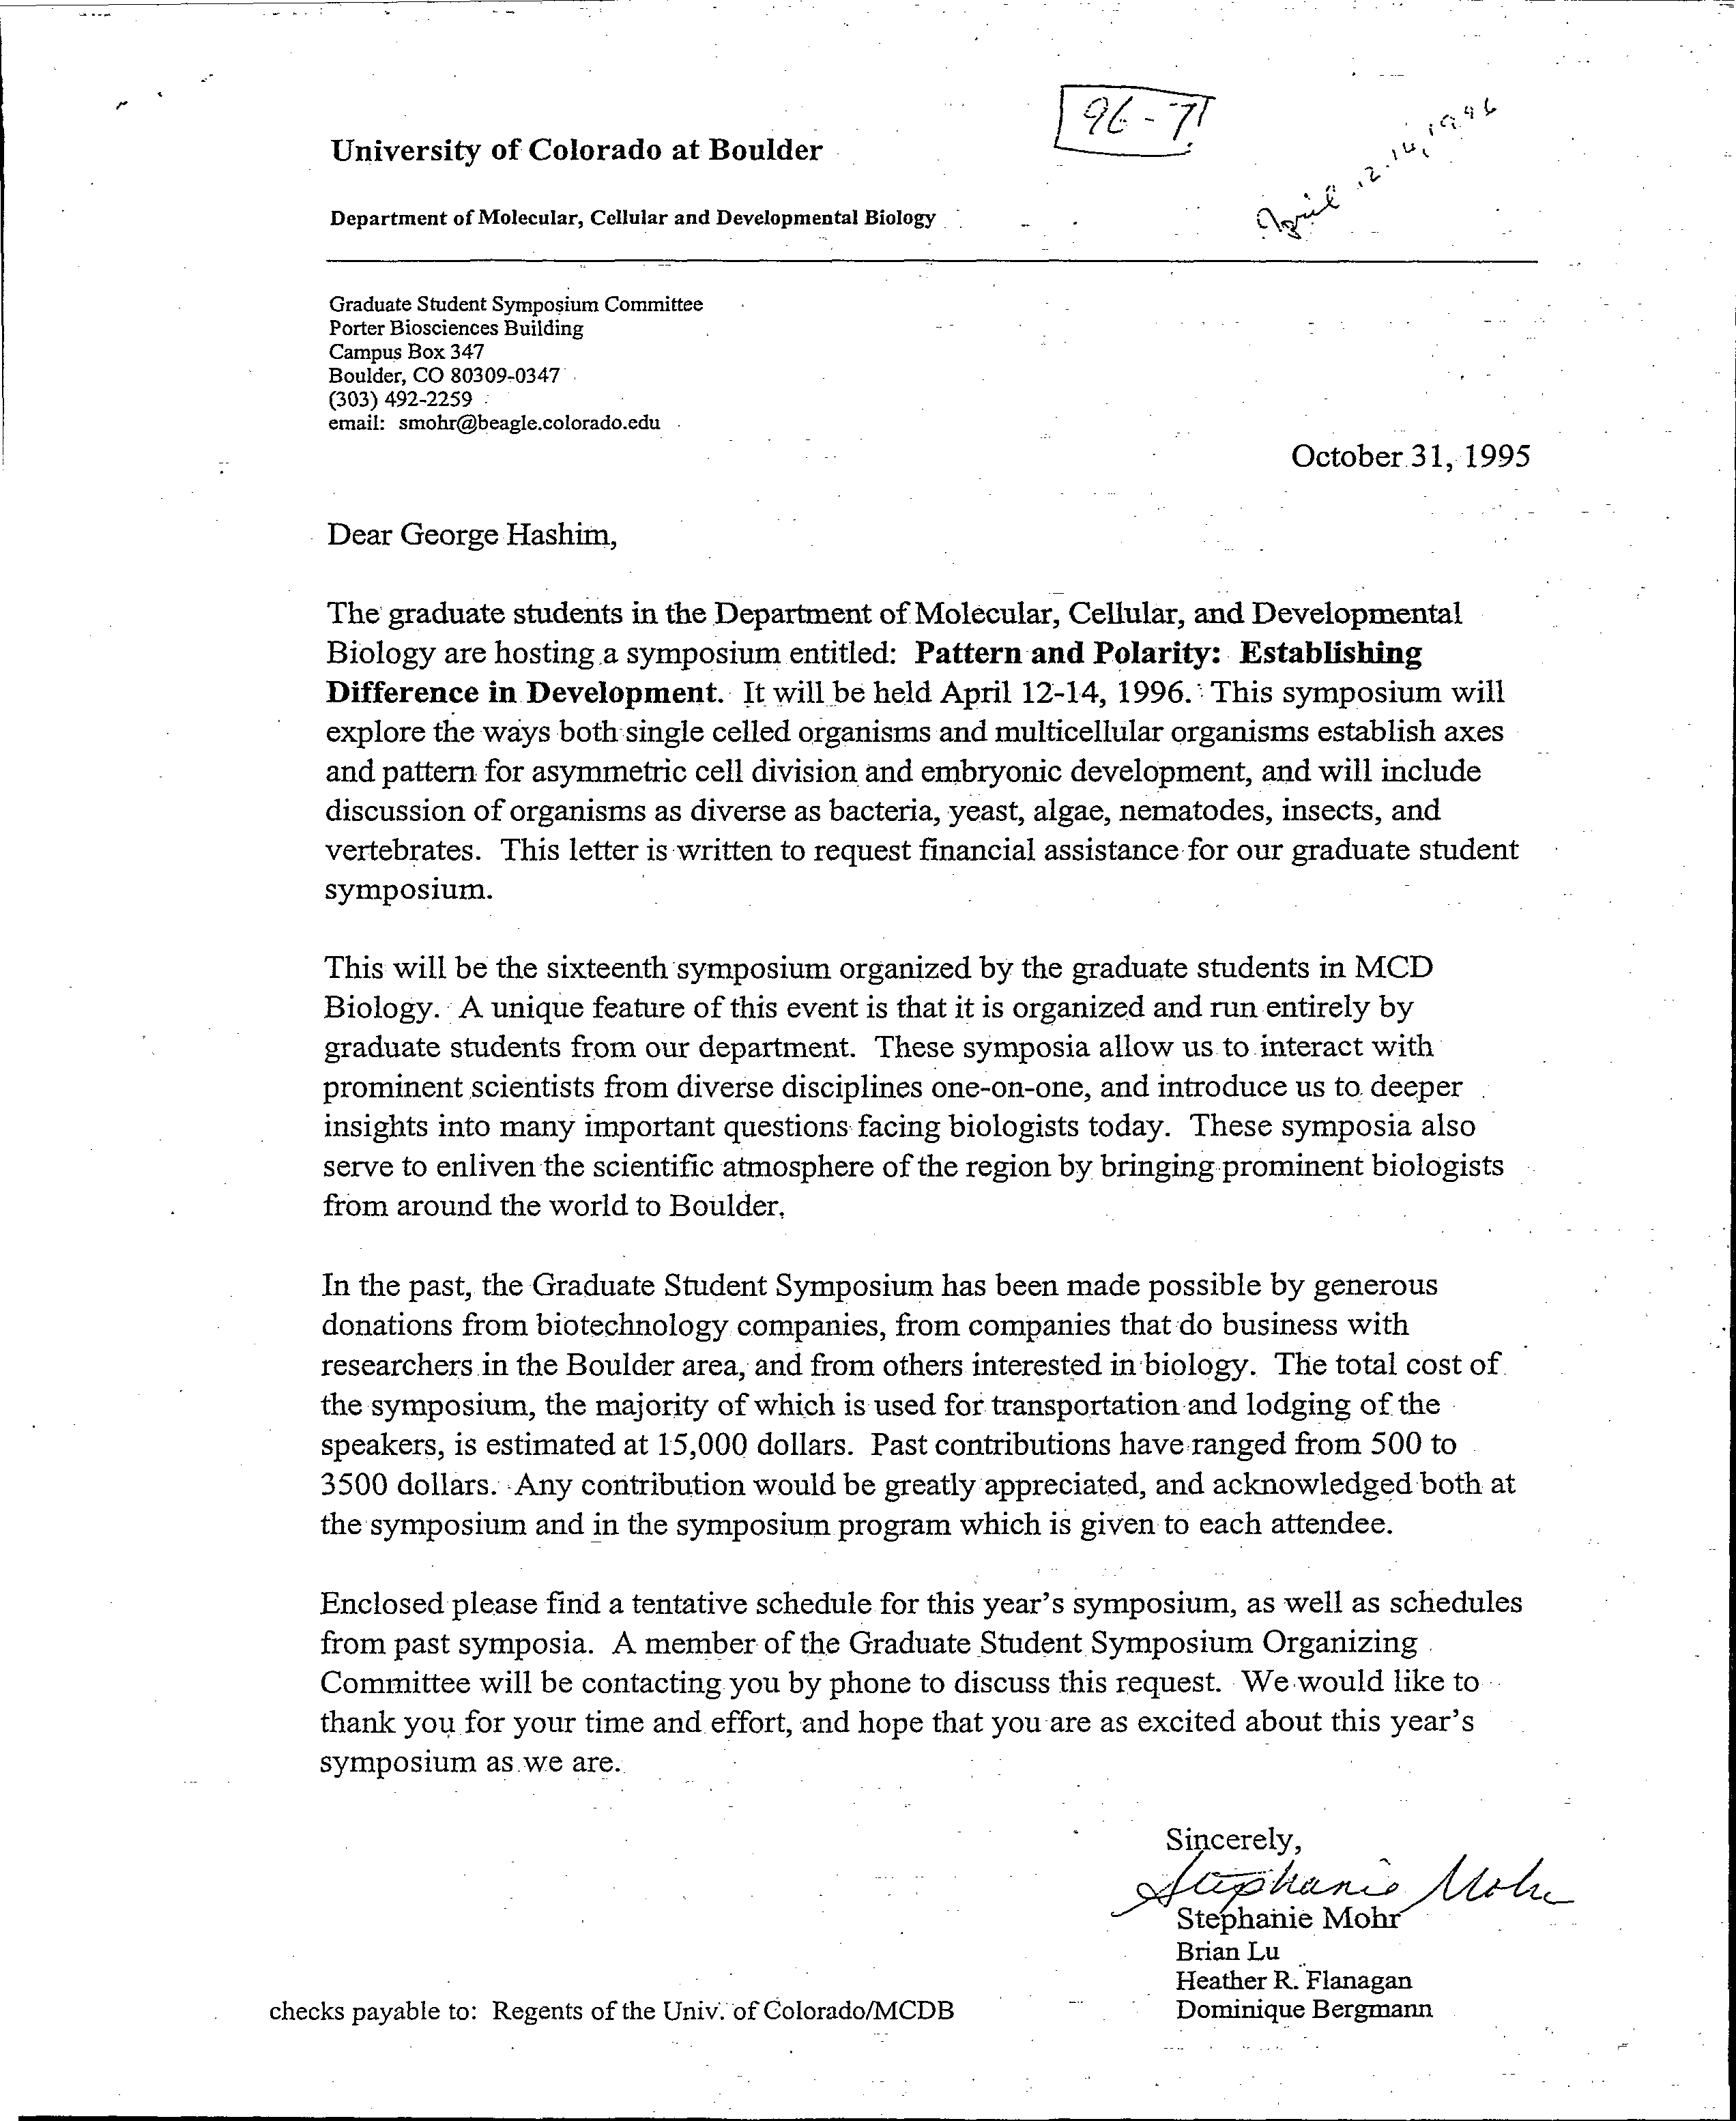 96-7!
April 12-14, 1996
University of Colorado at Boulder
Department of Molecular, Cellular and Developmental Biology
Graduate Student Symposium Committee
Porter Biosciences Building
Campus Box 347
Boulder, CO 80309-0347
(303) 492-2259
email:  smohr@beagle.colorado.edu
October 31, 1995
Dear George Hashim,
The graduate students in the Department of Molecular, Cellular, and Developmental
Biology are hosting a symposium entitled:  Pattern and Polarity:  Establishing
Difference in Development.  It will be held April 12-14, 1996.  This symposium will
explore the ways both single celled organisms and multicellular organisms establish axes
and pattern for asymmetric cell division and embryonic development, and will include
discussion of organisms as diverse as bacteria, yeast, algae, nematodes, insects, and
vertebrates.  This letter is written to request financial assistance for our graduate student
symposium.
This will be the sixteenth symposium organized by the graduate students in MCD
Biology.  A unique feature of this event is that it is organized and run entirely by
graduate students from our department.  These symposia allow us to interact with
prominent scientists from diverse disciplines one-on-one, and introduce us to deeper
insights into many important questions facing biologists today.  These symposia also
serve to enliven the scientific atmosphere of the region by bringing prominent biologists
from around the world to Boulder.
In the past, the Graduate Student Symposium has been made possible by generous
donations from biotechnology companies, from companies that do business with
researchers in the Boulder area, and from others interested in biology.  The total cost of
the symposium, the majority of which is used for transportation and lodging of the
speakers, is estimated at 15,000 dollars.  Past contributions have ranged from 500 to
3500 dollars.  Any contribution would be greatly appreciated, and acknowledged both at
the symposium and in the symposium program which is given to each attendee.
Enclosed please find a tentative schedule for this year's symposium, as well as schedules
from past symposia.  A member of the Graduate Student Symposium Organizing
Committee will be contacting you by phone to discuss this request.  We would like to
thank you for your time and effort, and hope that you are as excited about this year's
symposium as we are.
Sincerely,
Stephanie Mohr
Stephanie Mohr
Brian Lu
Heather R. Flanagan
Dominique Bergmann
checks payable to:  Regents of the Univ. of Colorado/MCDB